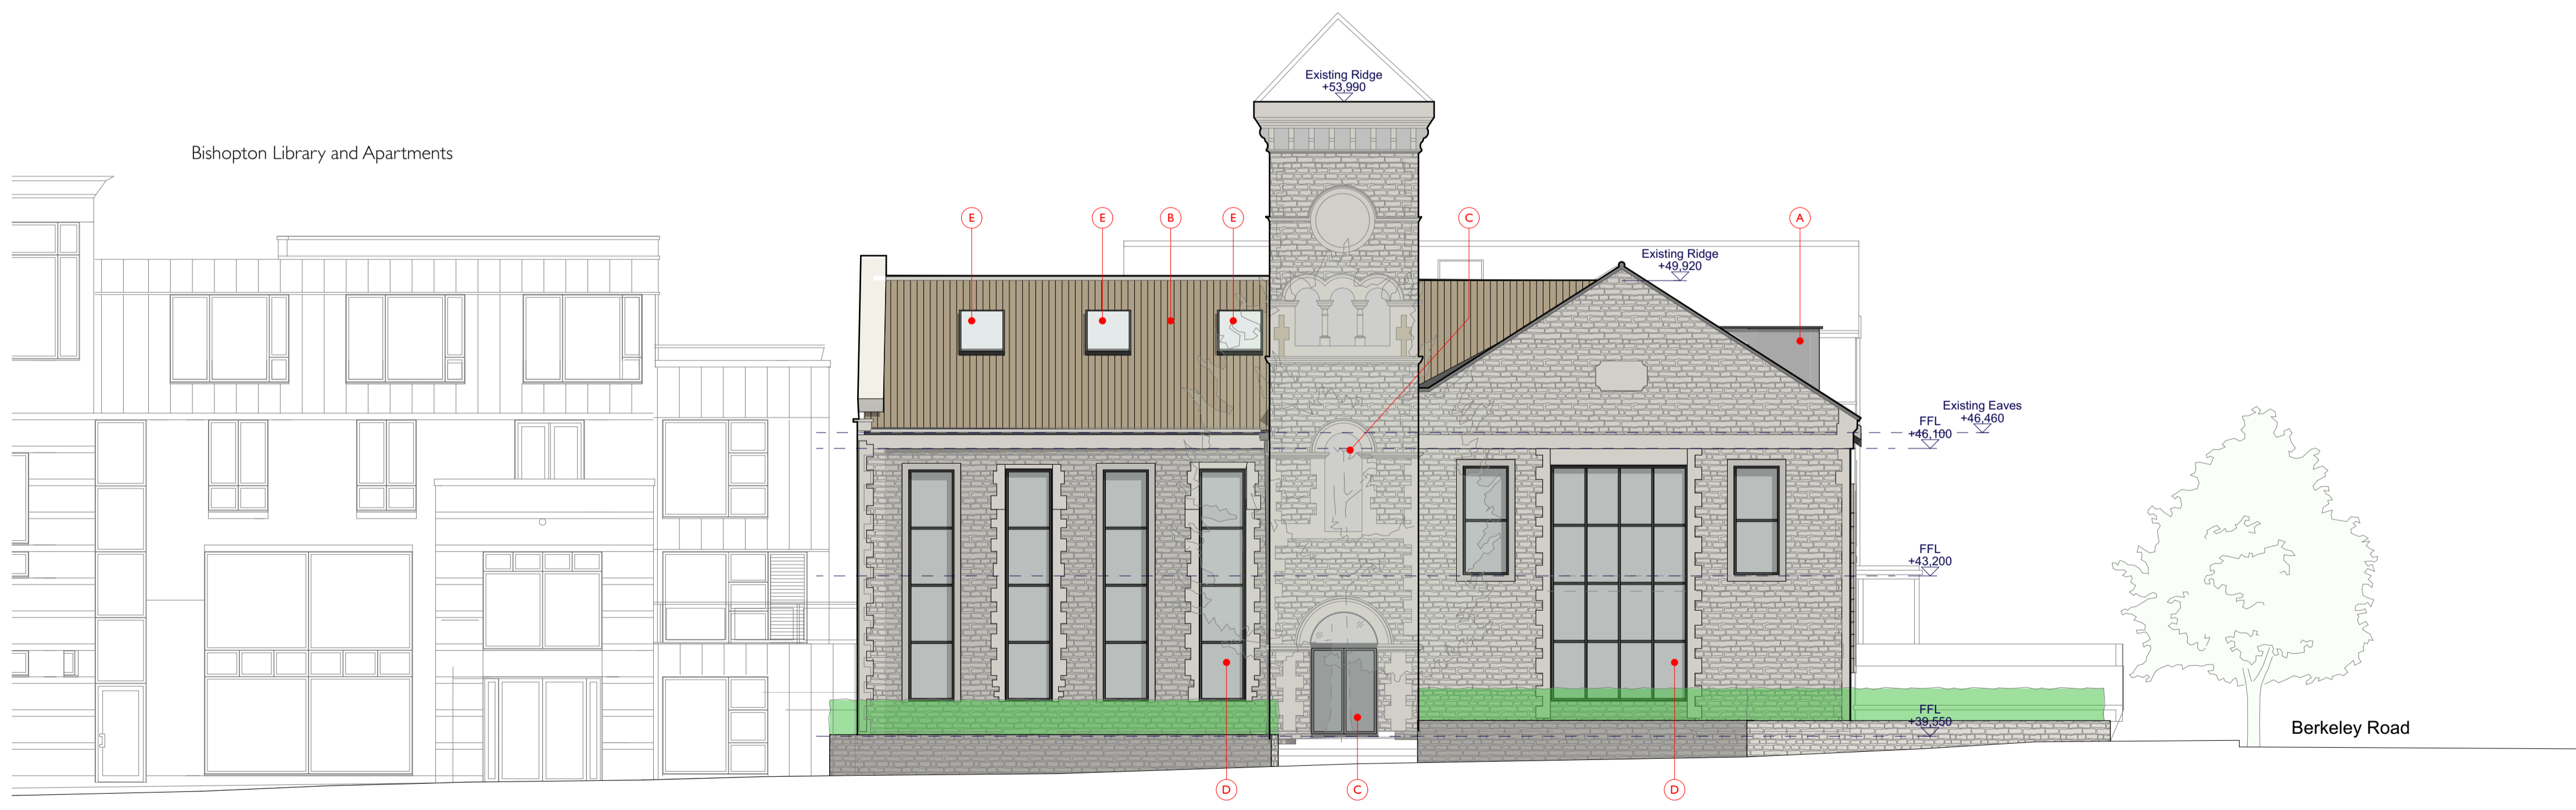 Existing Ridge
+53,990
Bishopton Library and Apartments
E
E
B
E
C
A
Existing Ridge
+49,920
Existing Eaves
+46,460
FFL
+46,100
FFL
+43,200
FFL
+39,550
Berkeley Road
D
C
D